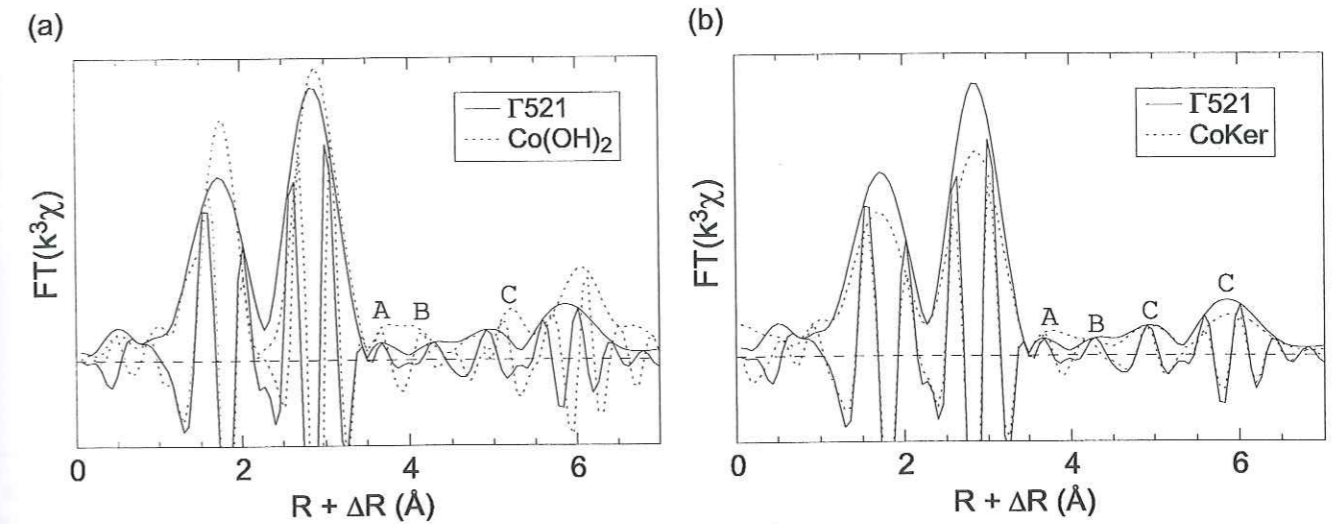 (a)
Γ521
Co(OH)₂
A B C
FT(k³χ)
0 2 4 6
R + ΔR (Å)
(b)
Γ521
CoKer
A B C C
FT(k³χ)
0 2 4 6
R + ΔR (Å)